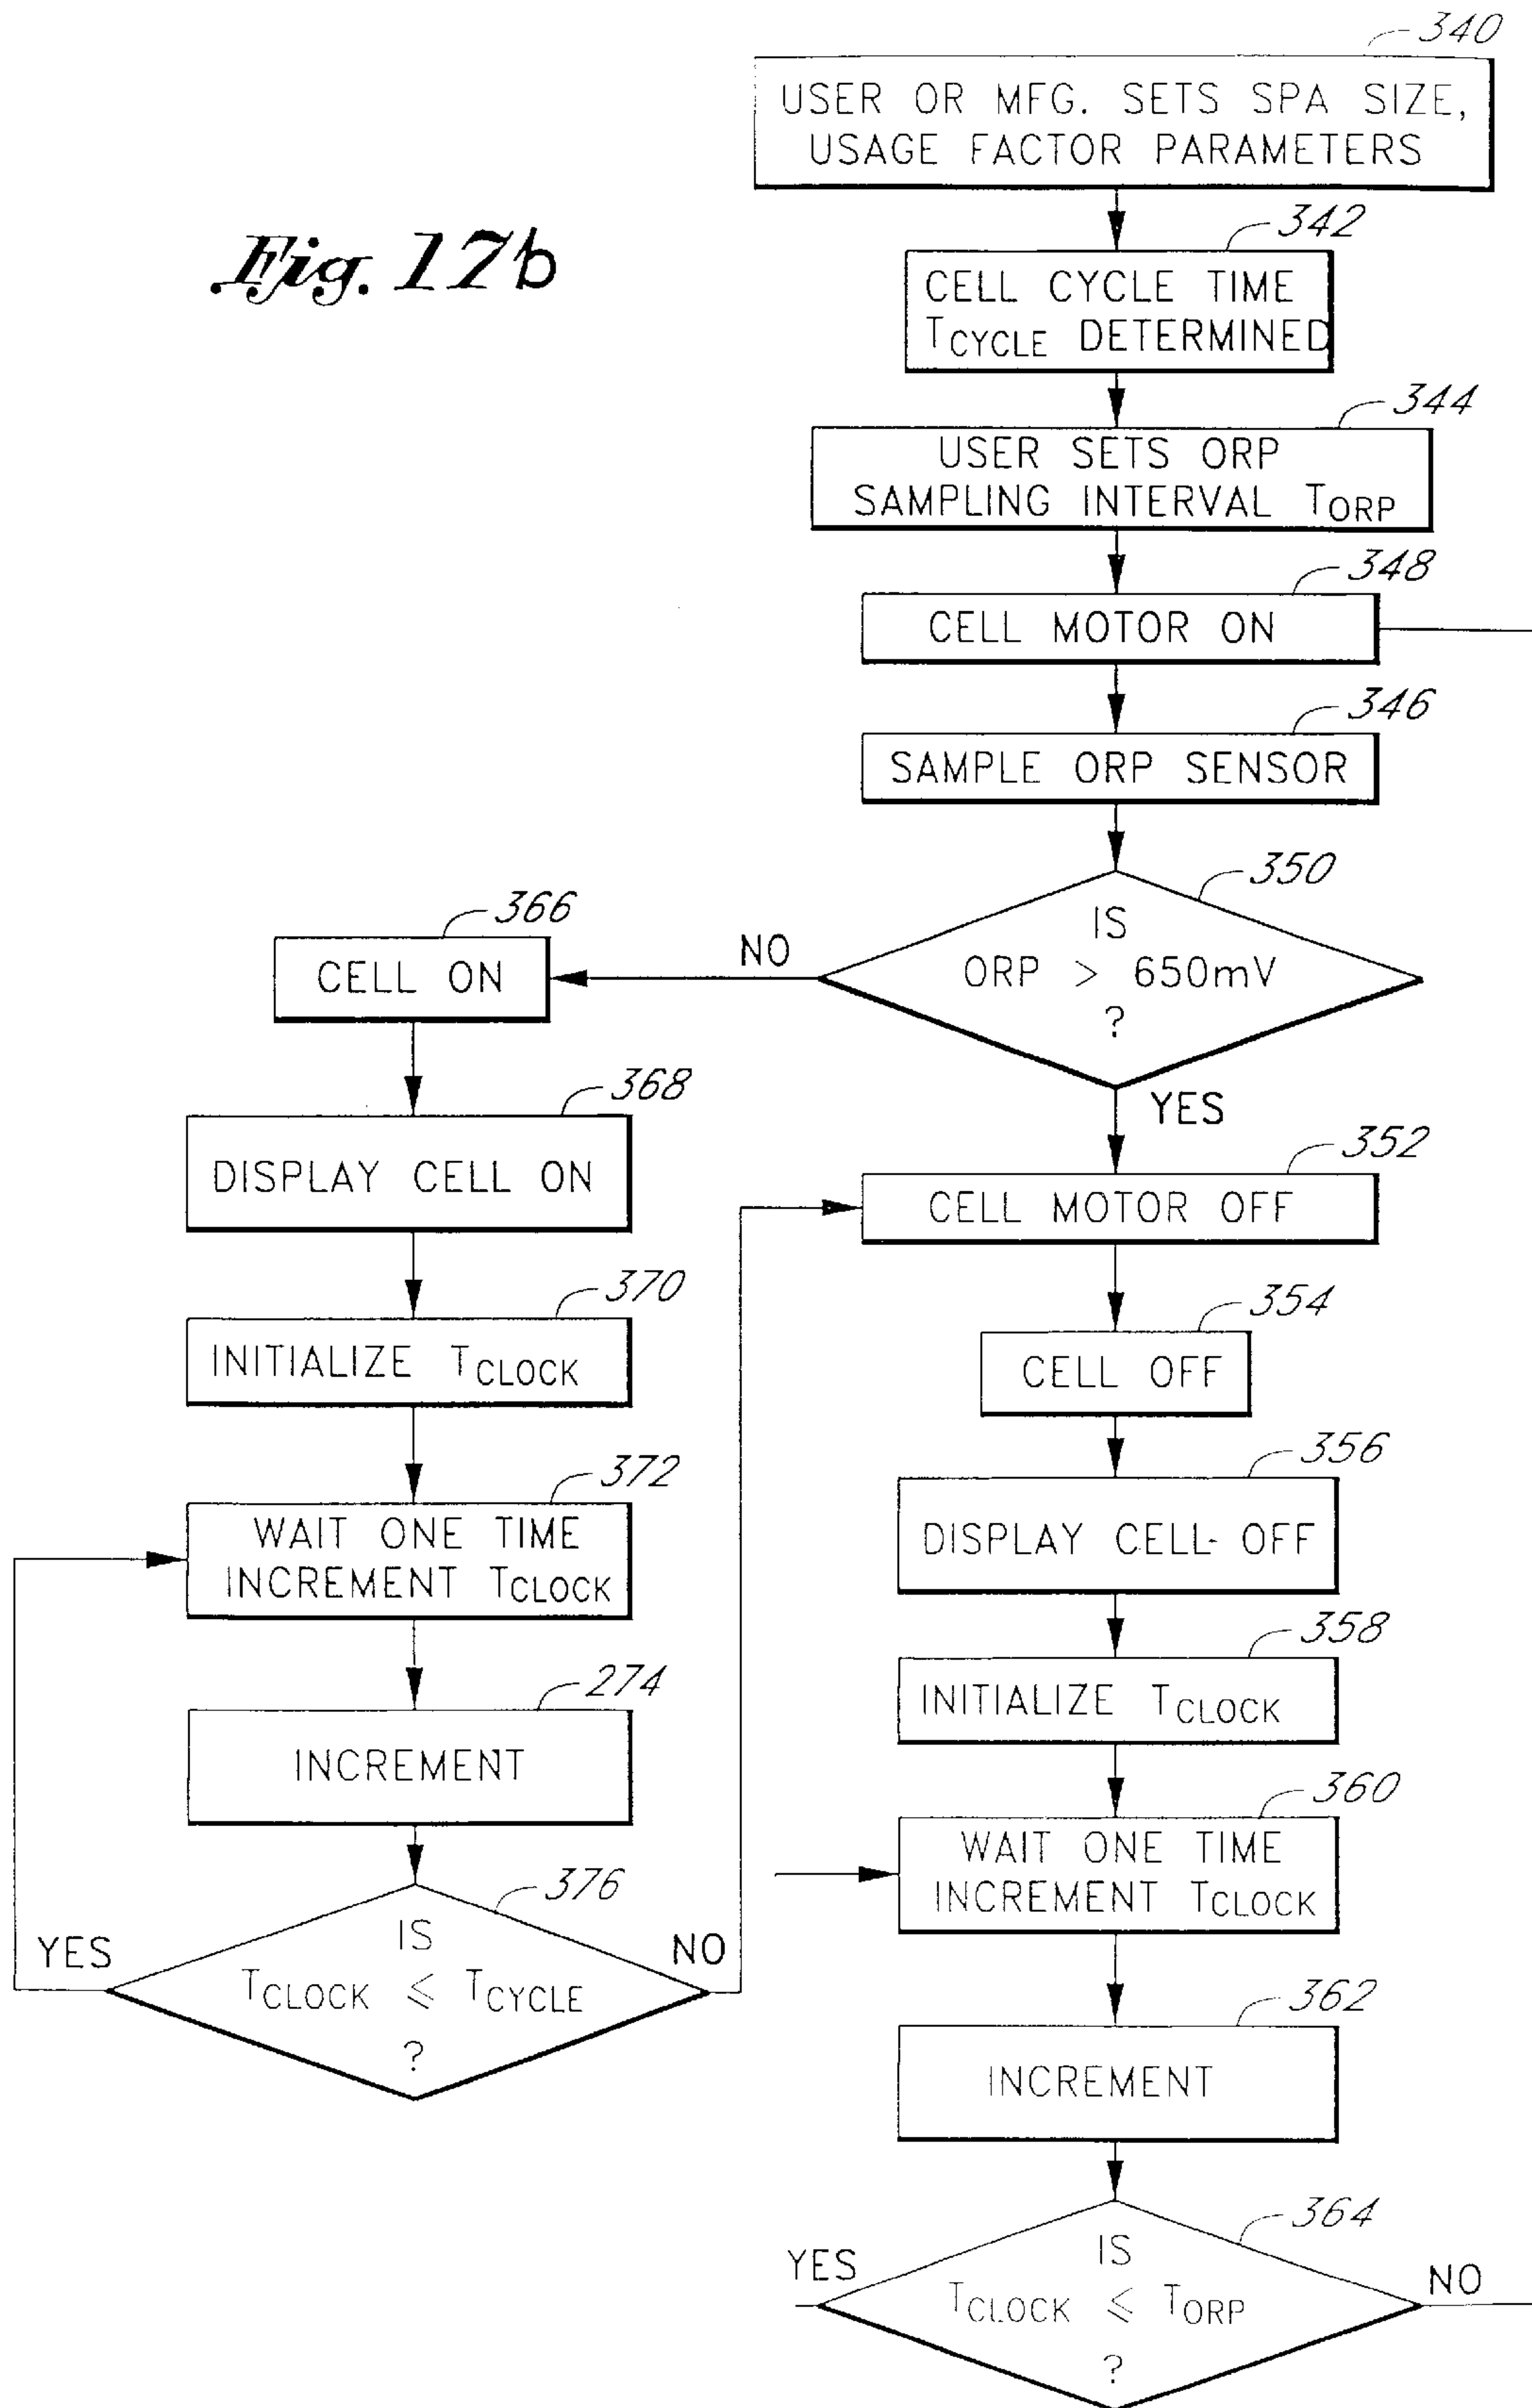 Fig. 17b
340
USER OR MFG. SETS SPA SIZE,
USAGE FACTOR PARAMETERS
342
CELL CYCLE TIME
TCYCLE DETERMINED
344
USER SETS ORP
SAMPLING INTERVAL TORP
348
CELL MOTOR ON
346
SAMPLE ORP SENSOR
350
IS
ORP > 650mV
?
NO
YES
366
CELL ON
368
DISPLAY CELL ON
370
INITIALIZE TCLOCK
372
WAIT ONE TIME
INCREMENT TCLOCK
274
INCREMENT
376
IS
TCLOCK ≤ TCYCLE
?
YES
NO
352
CELL MOTOR OFF
354
CELL OFF
356
DISPLAY CELL- OFF
358
INITIALIZE TCLOCK
360
WAIT ONE TIME
INCREMENT TCLOCK
362
INCREMENT
364
IS
TCLOCK ≤ TORP
?
YES
NO